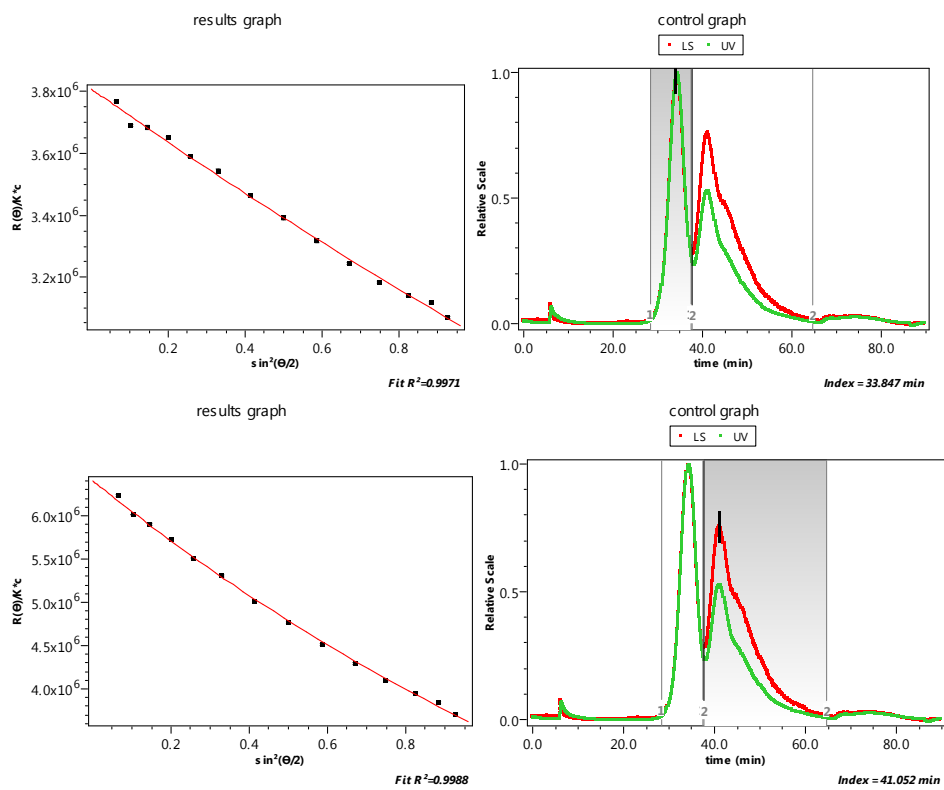 results graph
R(Θ)/K*c
3.8x10⁶
3.6x10⁶
3.4x10⁶
3.2x10⁶
0.2 0.4 0.6 0.8
sin²(Θ/2)
Fit R²=0.9971
control graph
LS UV
Relative Scale
1.0
0.5
0.0
1 2 2
0.0 20.0 40.0 60.0 80.0
time (min)
Index = 33.847 min
results graph
R(Θ)/K*c
6.0x10⁶
5.5x10⁶
5.0x10⁶
4.5x10⁶
4.0x10⁶
0.2 0.4 0.6 0.8
sin²(Θ/2)
Fit R²=0.9988
control graph
LS UV
Relative Scale
1.0
0.5
0.0
1 2 2
0.0 20.0 40.0 60.0 80.0
time (min)
Index = 41.052 min